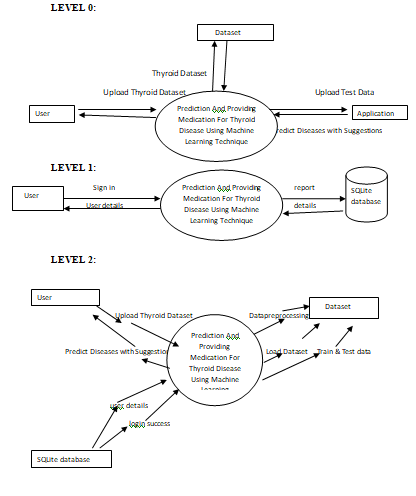 LEVEL 0:
Dataset
Thyroid Dataset
Upload Thyroid Dataset
Upload Test Data
User
Prediction And Providing
Medication For Thyroid
Disease Using Machine
Learning Technique
Application
redict Diseases with Suggestions
LEVEL 1:
User
Sign in
User details
Prediction And Providing
Medication For Thyroid
Disease Using Machine
Learning Technique
report
details
SQLite
database
LEVEL 2:
User
Dataset
Upload Thyroid Dataset
Datapreprocessing
Prediction And
Providing
Medication For
Thyroid Disease
Using Machine
Learning
Predict Diseases with Suggestion
Load Dataset
Train & Test data
user details
login success
SQLite database